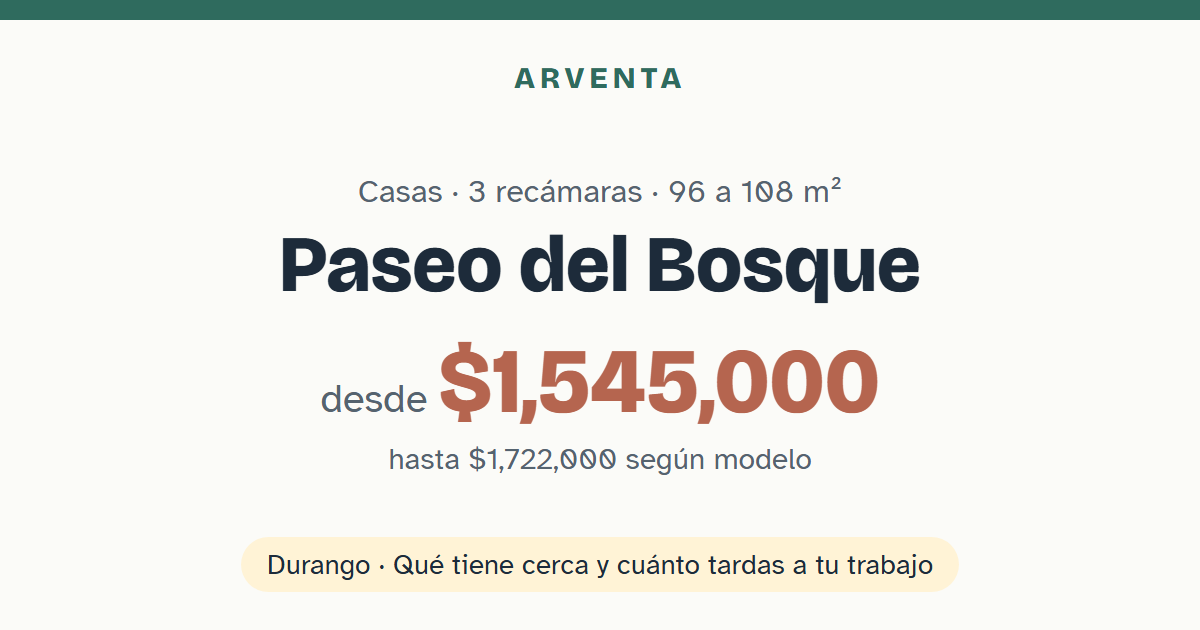 ARVENTA
Casas · 3 recámaras · 96 a 108 m²
Paseo del Bosque
desde $1,545,000
hasta $1,722,000 según modelo
Durango · Qué tiene cerca y cuánto tardas a tu trabajo